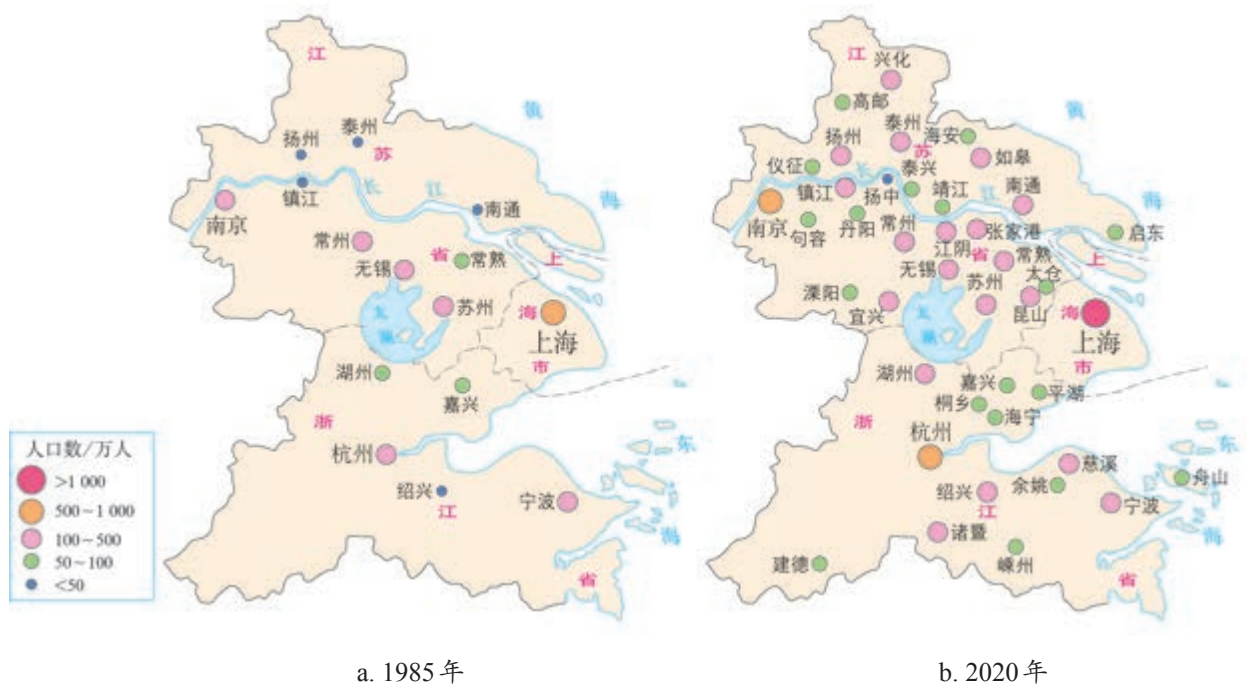 江
苏
省
上
海
市
浙
江
省
黄
海
东
海
长
江
太
湖
扬州
泰州
镇江
南京
南通
常州
无锡
常熟
苏州
上海
湖州
嘉兴
杭州
绍兴
宁波
人口数/万人
>1 000
500~1 000
100~500
50~100
<50
a. 1985年
江
苏
省
上
海
市
浙
江
省
黄
海
东
海
长
江
太
湖
兴化
高邮
扬州
泰州
海安
如皋
仪征
镇江
扬中
泰兴
靖江
南通
南京
句容
丹阳
常州
江阴
张家港
启东
无锡
常熟
太仓
溧阳
宜兴
苏州
昆山
上海
湖州
嘉兴
平湖
桐乡
海宁
杭州
慈溪
余姚
舟山
绍兴
宁波
诸暨
嵊州
建德
b. 2020年